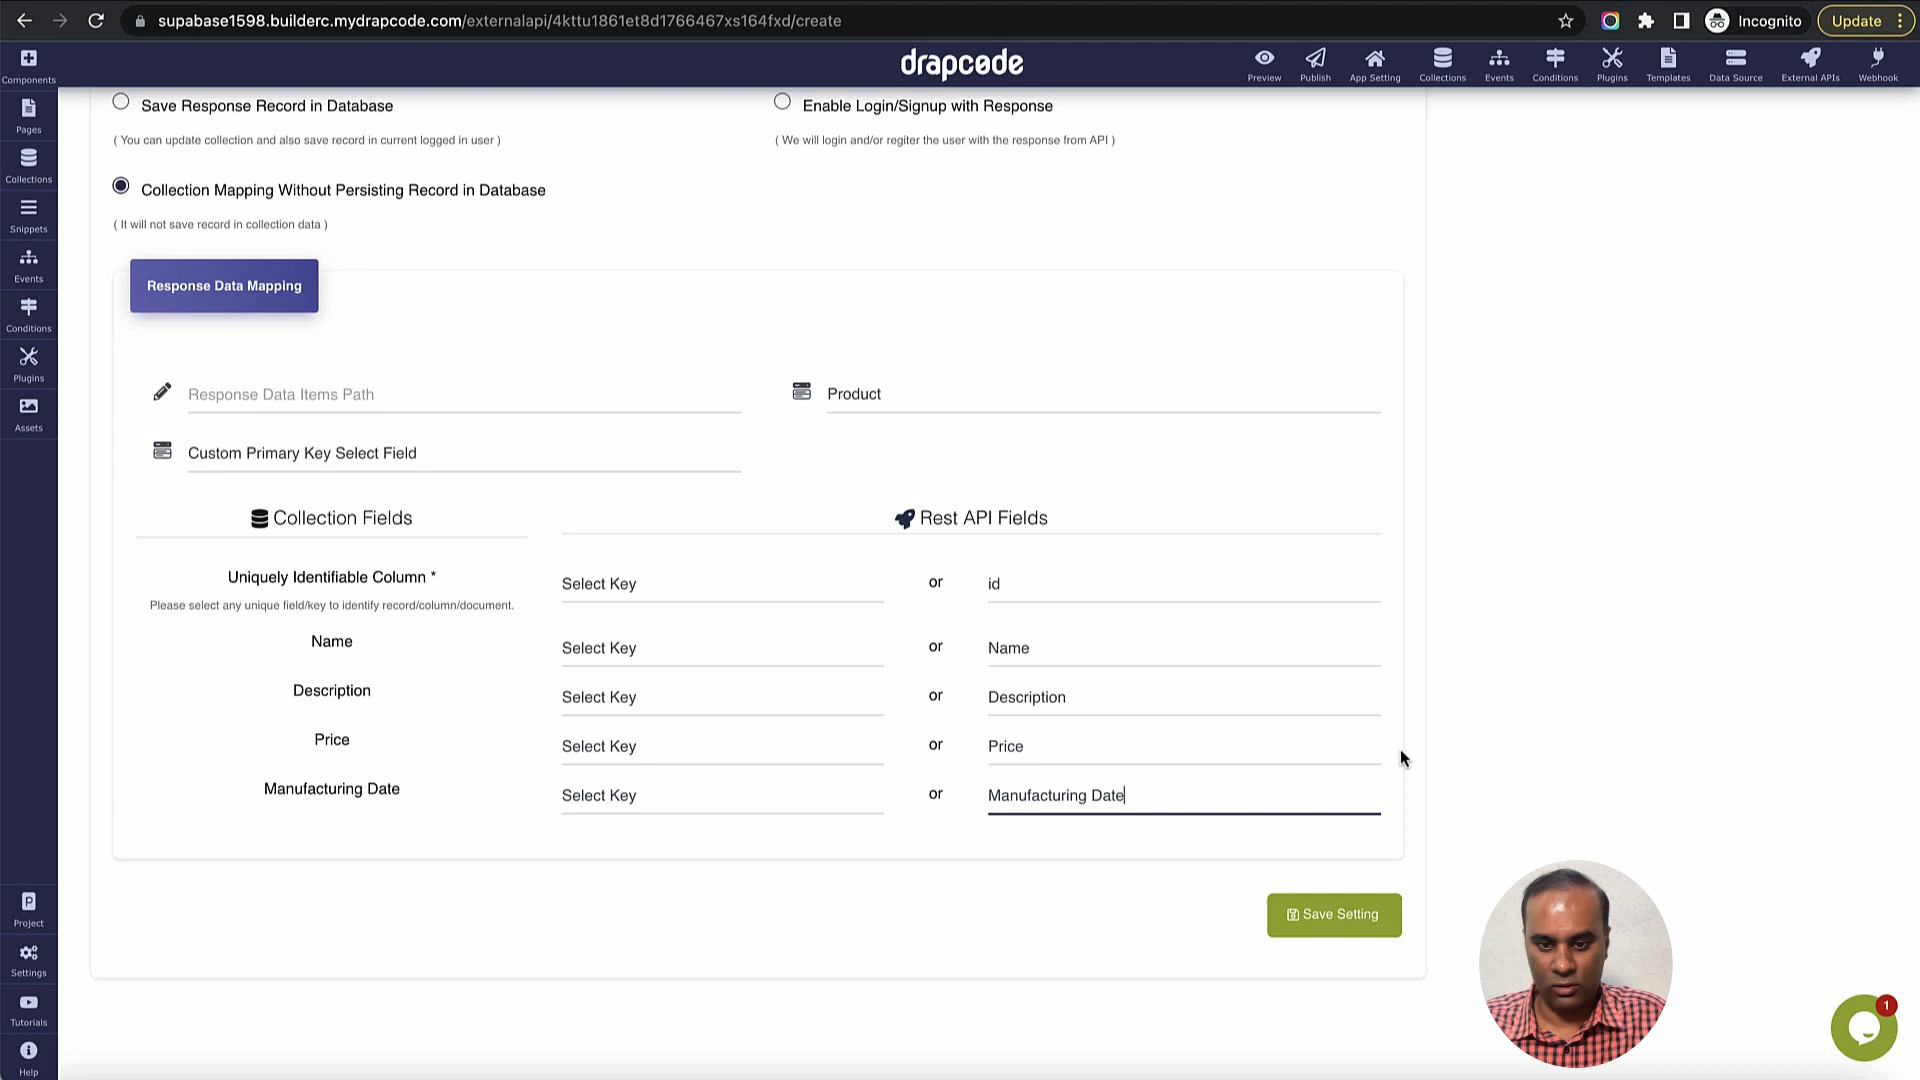 supabase1598.builderc.mydrapcode.com/externalapi/4kttu1861et8d1766467xs164fxd/create
Incognito
Update
drapcode
Preview
Publish
App Setting
Collections
Events
Conditions
Plugins
Templates
Data Source
External APIs
Webhook
Components
Pages
Collections
Snippets
Events
Conditions
Plugins
Assets
Project
Settings
Tutorials
Help
Save Response Record in Database
( You can update collection and also save record in current logged in user )
Enable Login/Signup with Response
( We will login and/or regiter the user with the response from API )
Collection Mapping Without Persisting Record in Database
( It will not save record in collection data )
Response Data Mapping
Response Data Items Path
Product
Custom Primary Key Select Field
Collection Fields
Rest API Fields
Uniquely Identifiable Column *
Please select any unique field/key to identify record/column/document.
Select Key or id
Name Select Key or Name
Description Select Key or Description
Price Select Key or Price
Manufacturing Date Select Key or Manufacturing Date
Save Setting
1